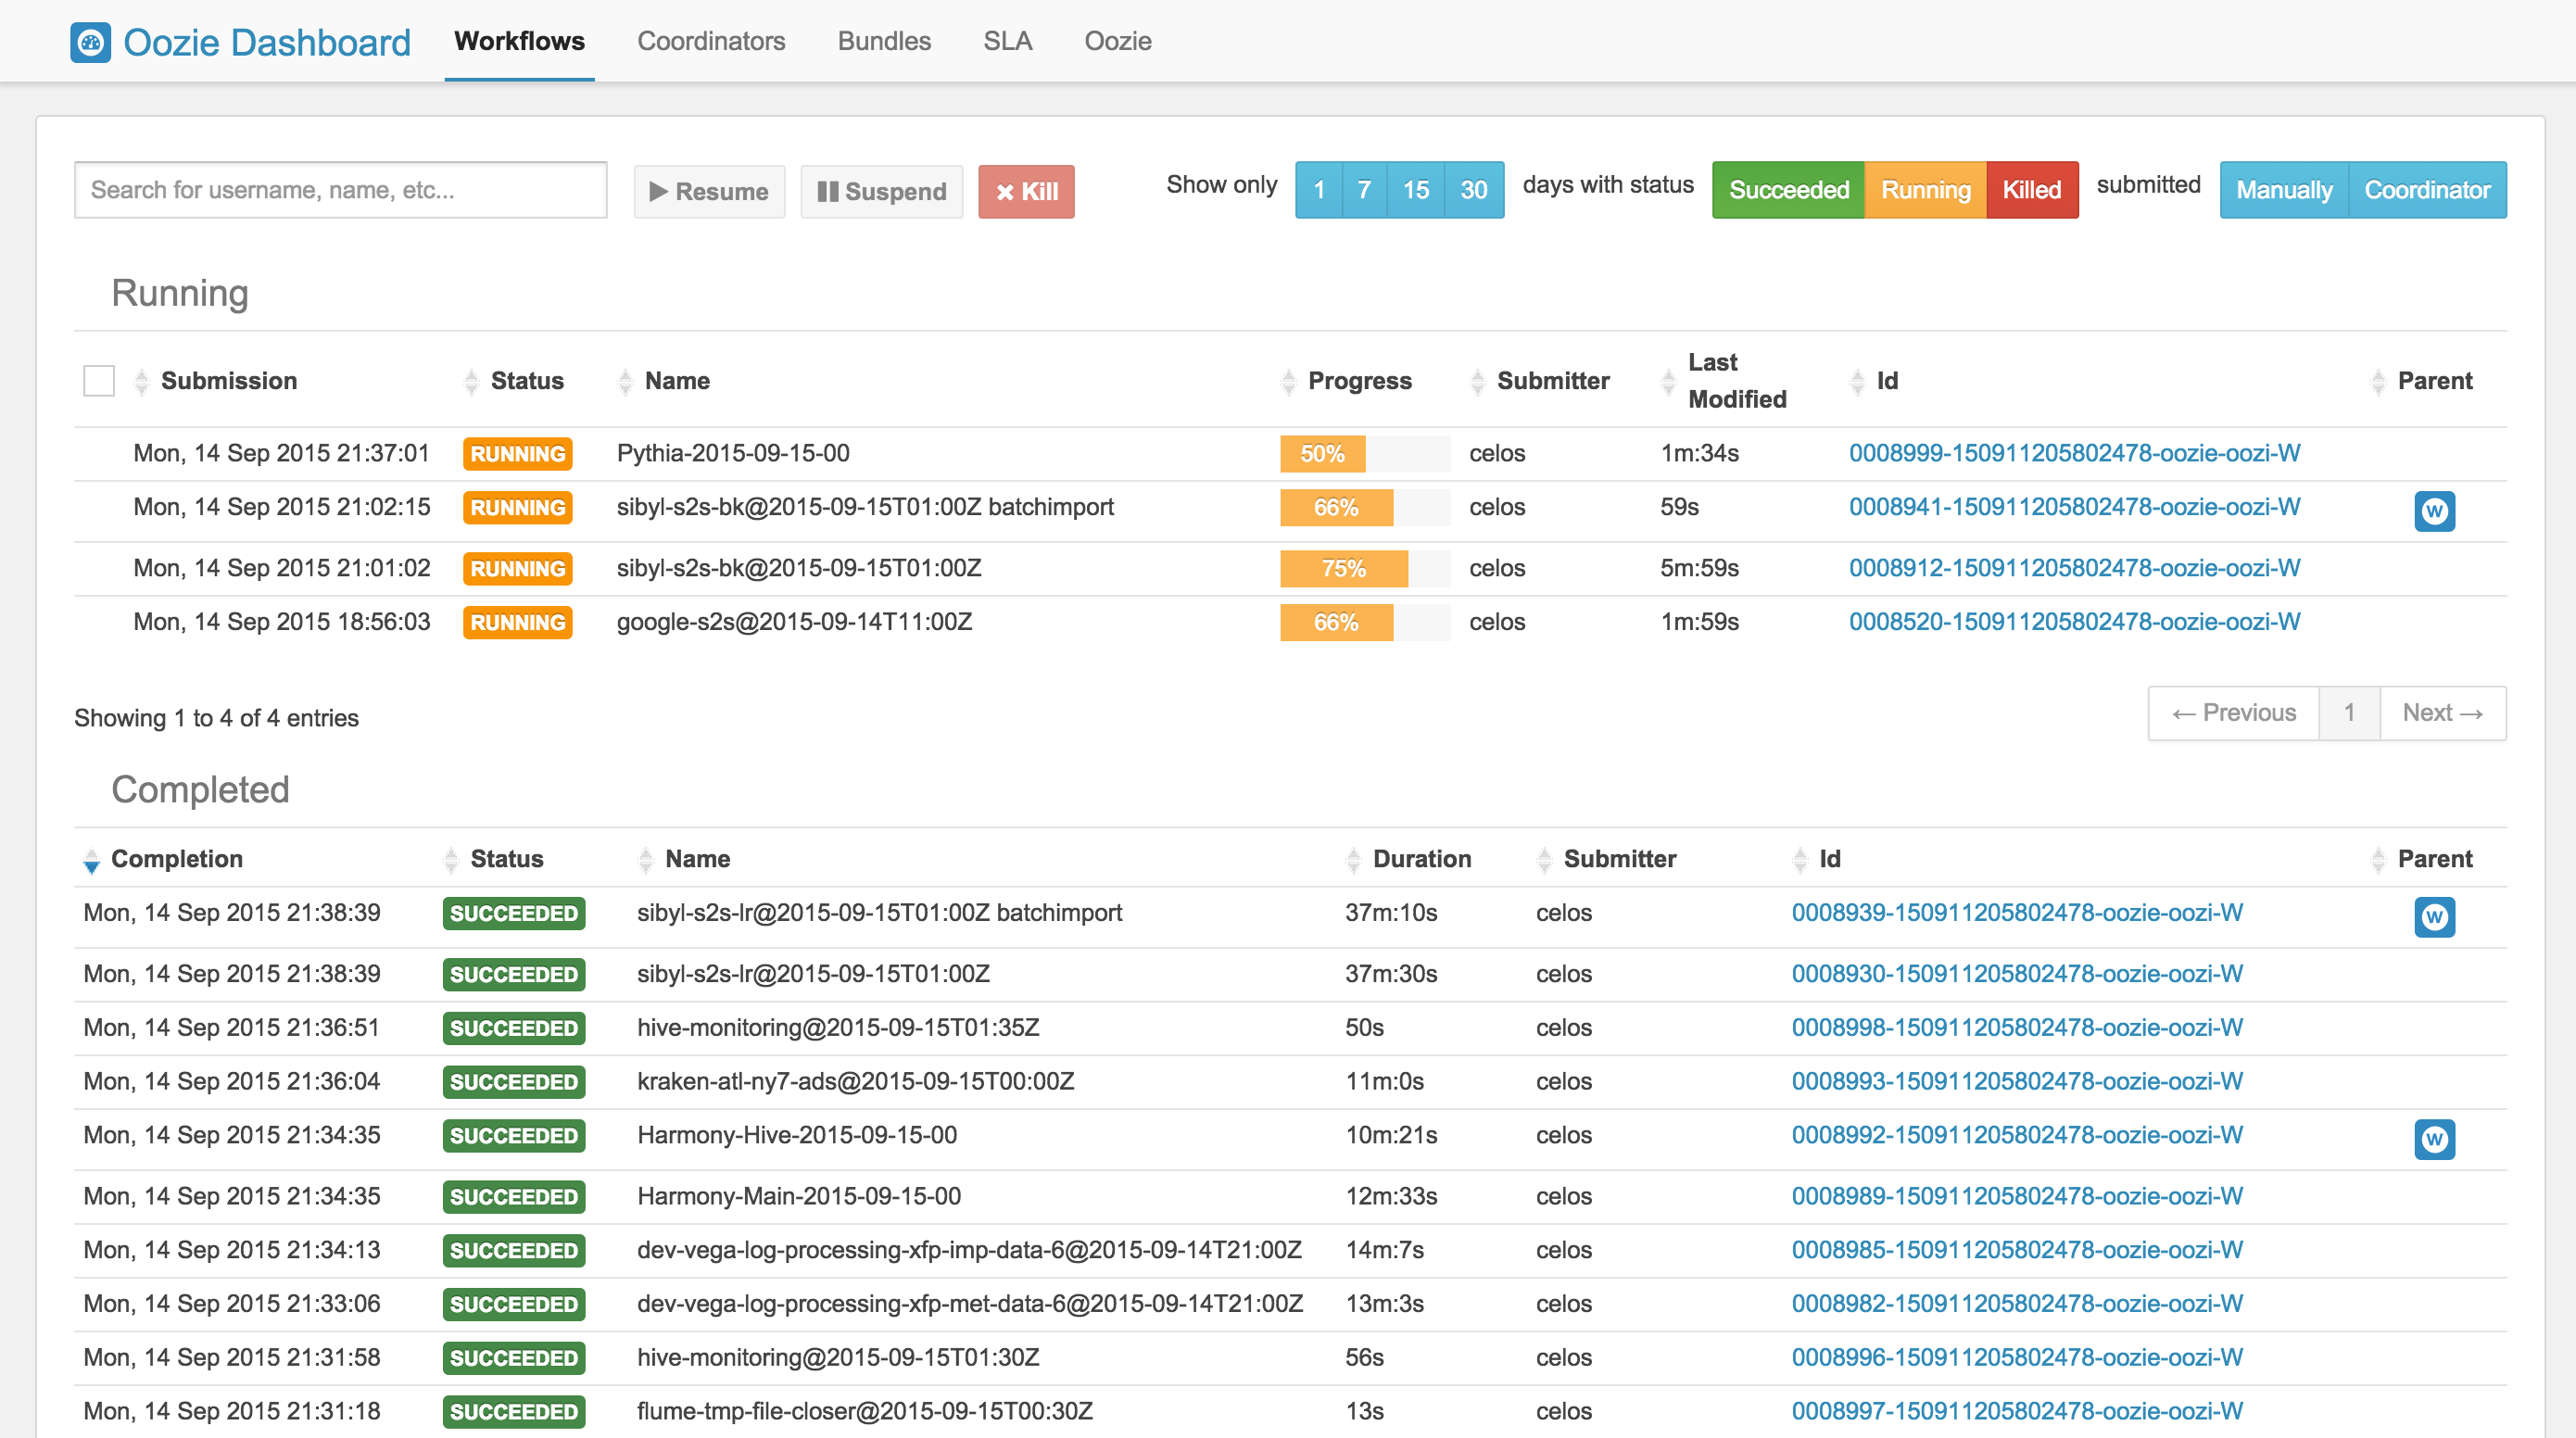 Oozie Dashboard Workflows Coordinators Bundles SLA Oozie
Search for username, name, etc... Resume Suspend Kill Show only 1 7 15 30 days with status Succeeded Running Killed submitted Manually Coordinator
Running
Submission Status Name Progress Submitter Last Modified Id Parent
Mon, 14 Sep 2015 21:37:01 RUNNING Pythia-2015-09-15-00 50% celos 1m:34s 0008999-150911205802478-oozie-oozi-W
Mon, 14 Sep 2015 21:02:15 RUNNING sibyl-s2s-bk@2015-09-15T01:00Z batchimport 66% celos 59s 0008941-150911205802478-oozie-oozi-W W
Mon, 14 Sep 2015 21:01:02 RUNNING sibyl-s2s-bk@2015-09-15T01:00Z 75% celos 5m:59s 0008912-150911205802478-oozie-oozi-W
Mon, 14 Sep 2015 18:56:03 RUNNING google-s2s@2015-09-14T11:00Z 66% celos 1m:59s 0008520-150911205802478-oozie-oozi-W
Showing 1 to 4 of 4 entries ← Previous 1 Next →
Completed
Completion Status Name Duration Submitter Id Parent
Mon, 14 Sep 2015 21:38:39 SUCCEEDED sibyl-s2s-lr@2015-09-15T01:00Z batchimport 37m:10s celos 0008939-150911205802478-oozie-oozi-W W
Mon, 14 Sep 2015 21:38:39 SUCCEEDED sibyl-s2s-lr@2015-09-15T01:00Z 37m:30s celos 0008930-150911205802478-oozie-oozi-W
Mon, 14 Sep 2015 21:36:51 SUCCEEDED hive-monitoring@2015-09-15T01:35Z 50s celos 0008998-150911205802478-oozie-oozi-W
Mon, 14 Sep 2015 21:36:04 SUCCEEDED kraken-atl-ny7-ads@2015-09-15T00:00Z 11m:0s celos 0008993-150911205802478-oozie-oozi-W
Mon, 14 Sep 2015 21:34:35 SUCCEEDED Harmony-Hive-2015-09-15-00 10m:21s celos 0008992-150911205802478-oozie-oozi-W W
Mon, 14 Sep 2015 21:34:35 SUCCEEDED Harmony-Main-2015-09-15-00 12m:33s celos 0008989-150911205802478-oozie-oozi-W
Mon, 14 Sep 2015 21:34:13 SUCCEEDED dev-vega-log-processing-xfp-imp-data-6@2015-09-14T21:00Z 14m:7s celos 0008985-150911205802478-oozie-oozi-W
Mon, 14 Sep 2015 21:33:06 SUCCEEDED dev-vega-log-processing-xfp-met-data-6@2015-09-14T21:00Z 13m:3s celos 0008982-150911205802478-oozie-oozi-W
Mon, 14 Sep 2015 21:31:58 SUCCEEDED hive-monitoring@2015-09-15T01:30Z 56s celos 0008996-150911205802478-oozie-oozi-W
Mon, 14 Sep 2015 21:31:18 SUCCEEDED flume-tmp-file-closer@2015-09-15T00:30Z 13s celos 0008997-150911205802478-oozie-oozi-W